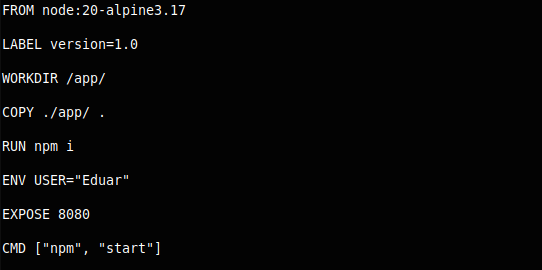 FROM node:20-alpine3.17
LABEL version=1.0
WORKDIR /app/
COPY ./app/ .
RUN npm i
ENV USER="Eduar"
EXPOSE 8080
CMD ["npm", "start"]